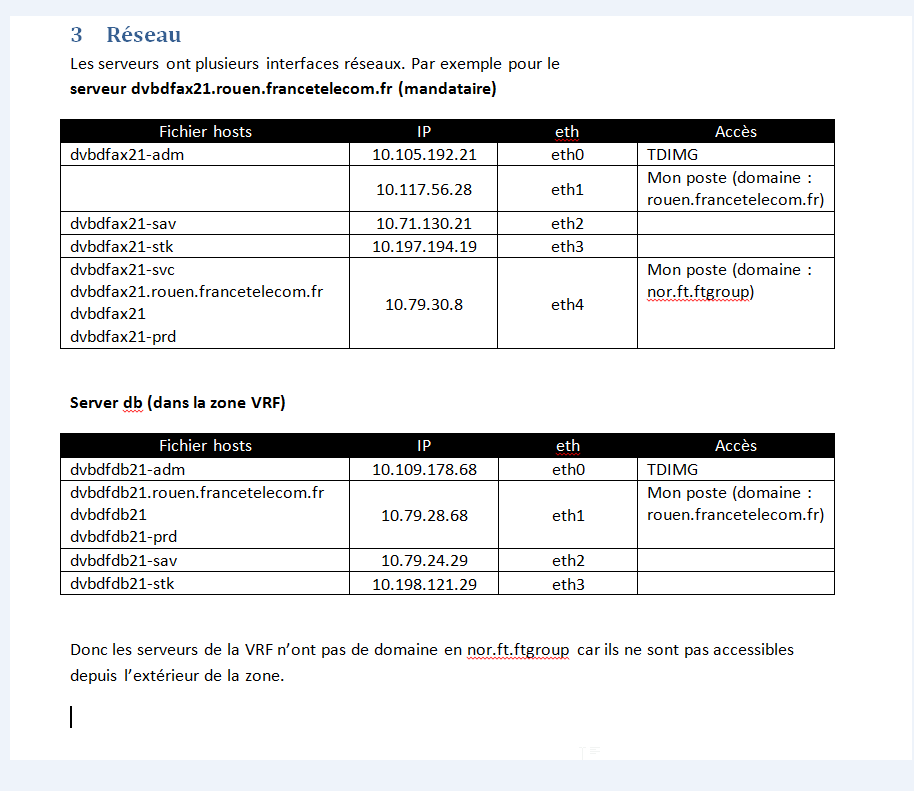 3 Réseau
Les serveurs ont plusieurs interfaces réseaux. Par exemple pour le
serveur dvbdfax21.rouen.francetelecom.fr (mandataire)
Fichier hosts IP eth Accès
dvbdfax21-adm 10.105.192.21 eth0 TDIMG
10.117.56.28 eth1 Mon poste (domaine :
rouen.francetelecom.fr)
dvbdfax21-sav 10.71.130.21 eth2
dvbdfax21-stk 10.197.194.19 eth3
dvbdfax21-svc
dvbdfax21.rouen.francetelecom.fr
dvbdfax21
dvbdfax21-prd
10.79.30.8 eth4 Mon poste (domaine :
nor.ft.ftgroup)
Server db (dans la zone VRF)
Fichier hosts IP eth Accès
dvbdfdb21-adm 10.109.178.68 eth0 TDIMG
dvbdfdb21.rouen.francetelecom.fr
dvbdfdb21
dvbdfdb21-prd
10.79.28.68 eth1 Mon poste (domaine :
rouen.francetelecom.fr)
dvbdfdb21-sav 10.79.24.29 eth2
dvbdfdb21-stk 10.198.121.29 eth3
Donc les serveurs de la VRF n’ont pas de domaine en nor.ft.ftgroup car ils ne sont pas accessibles
depuis l’extérieur de la zone.